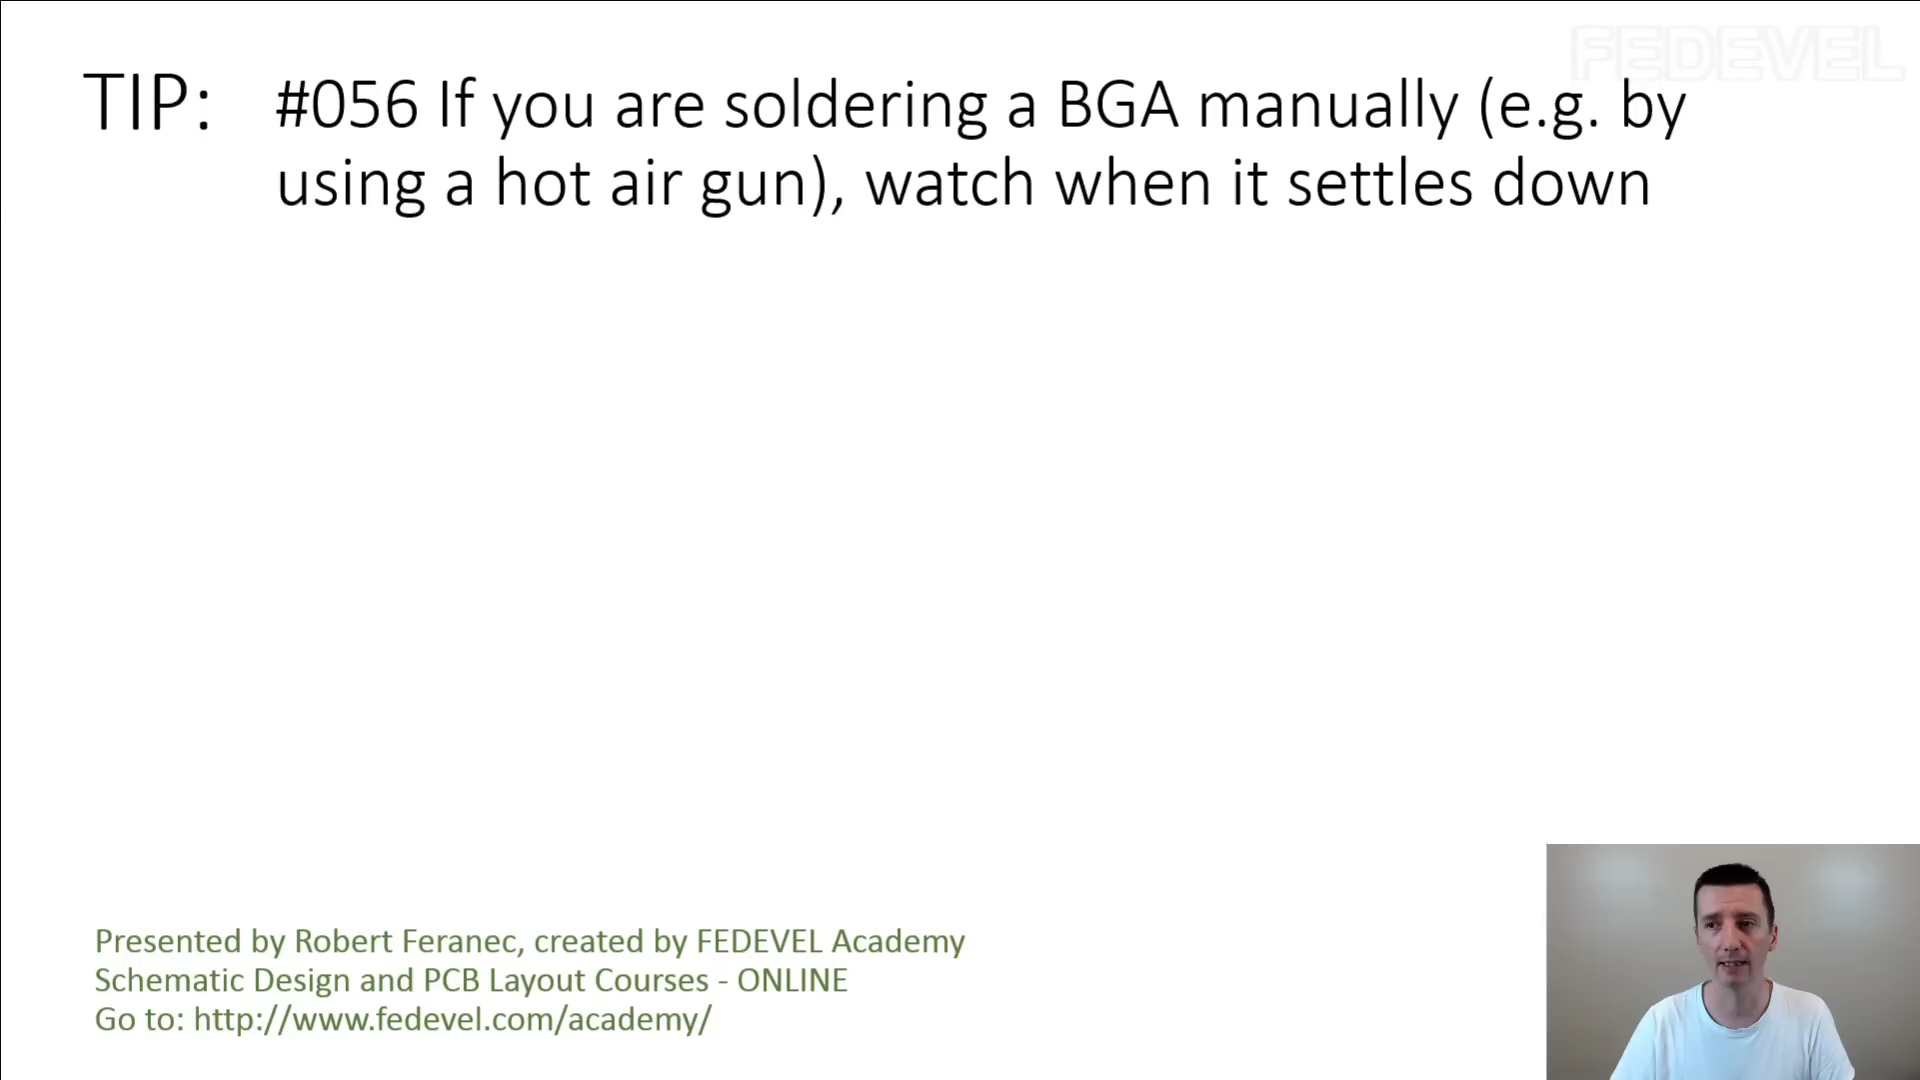 FEDEVEL
TIP: #056 If you are soldering a BGA manually (e.g. by
using a hot air gun), watch when it settles down
Presented by Robert Feranec, created by FEDEVEL Academy
Schematic Design and PCB Layout Courses - ONLINE
Go to: http://www.fedevel.com/academy/